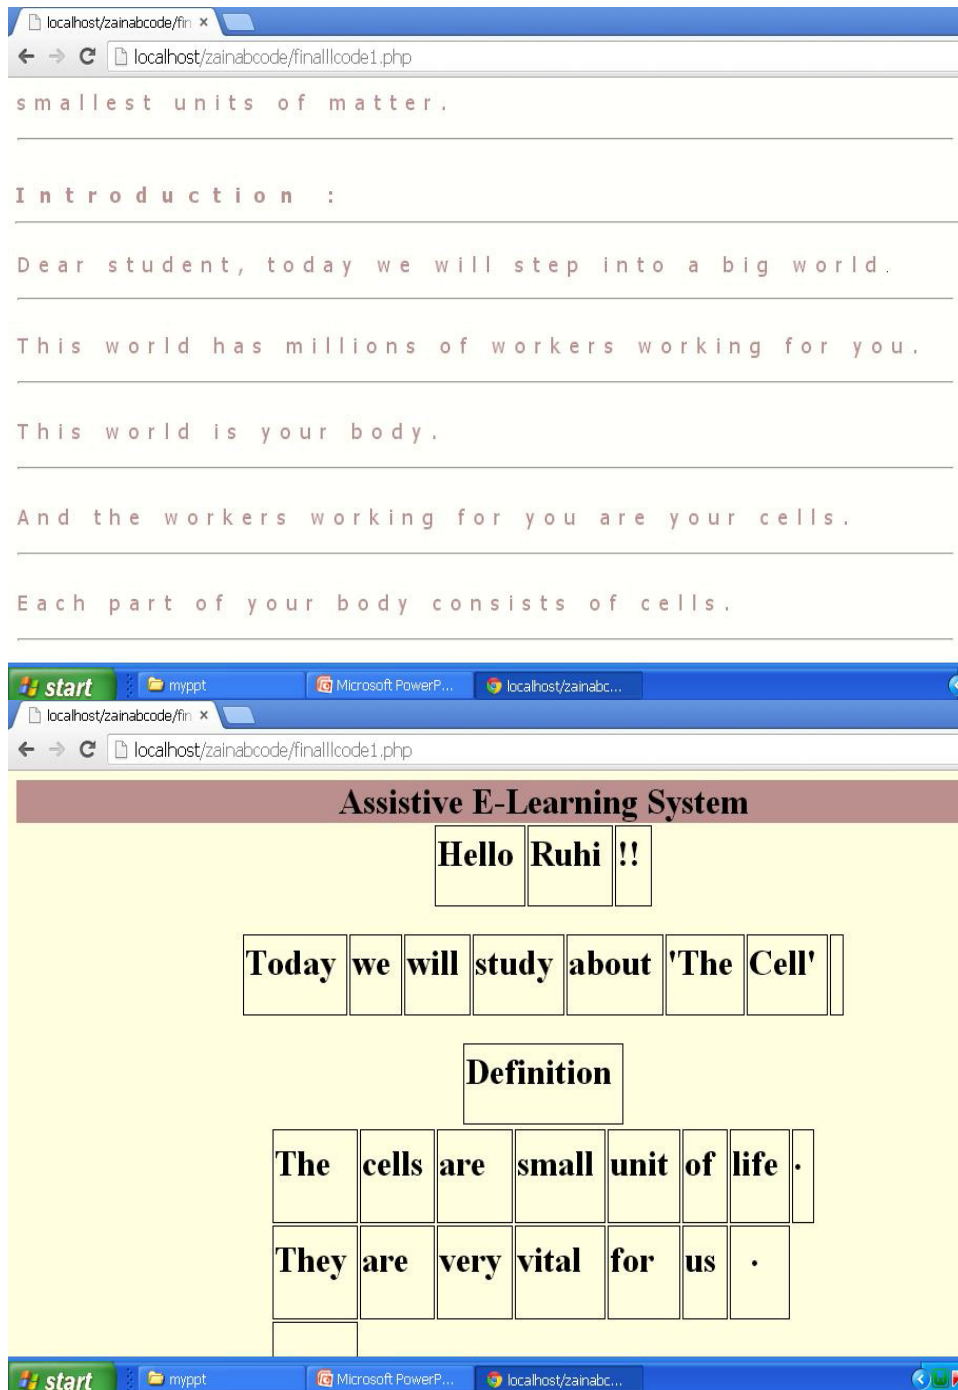 localhost/zainabcode/fin ×
localhost/zainabcode/finalllcode1.php
smallest units of matter.
Introduction :
Dear student, today we will step into a big world.
This world has millions of workers working for you.
This world is your body.
And the workers working for you are your cells.
Each part of your body consists of cells.
start myppt Microsoft PowerP... localhost/zainabc...
localhost/zainabcode/fin ×
localhost/zainabcode/finalllcode1.php
Assistive E-Learning System
Hello Ruhi !!
Today we will study about 'The Cell'
Definition
The cells are small unit of life .
They are very vital for us .
start myppt Microsoft PowerP... localhost/zainabc...